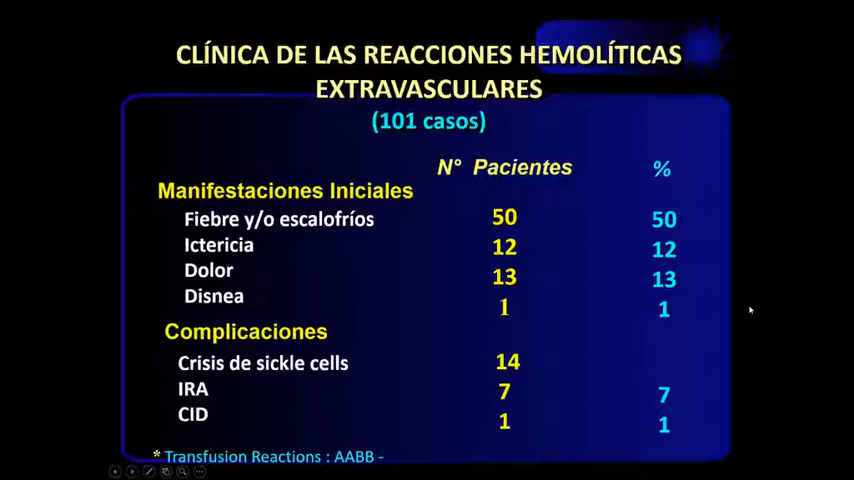 CLÍNICA DE LAS REACCIONES HEMOLÍTICAS
EXTRAVASCULARES
(101 casos)
N° Pacientes %
Manifestaciones Iniciales
Fiebre y/o escalofríos 50 50
Ictericia 12 12
Dolor 13 13
Disnea 1 1
Complicaciones
Crisis de sickle cells 14
IRA 7 7
CID 1 1
* Transfusion Reactions : AABB -